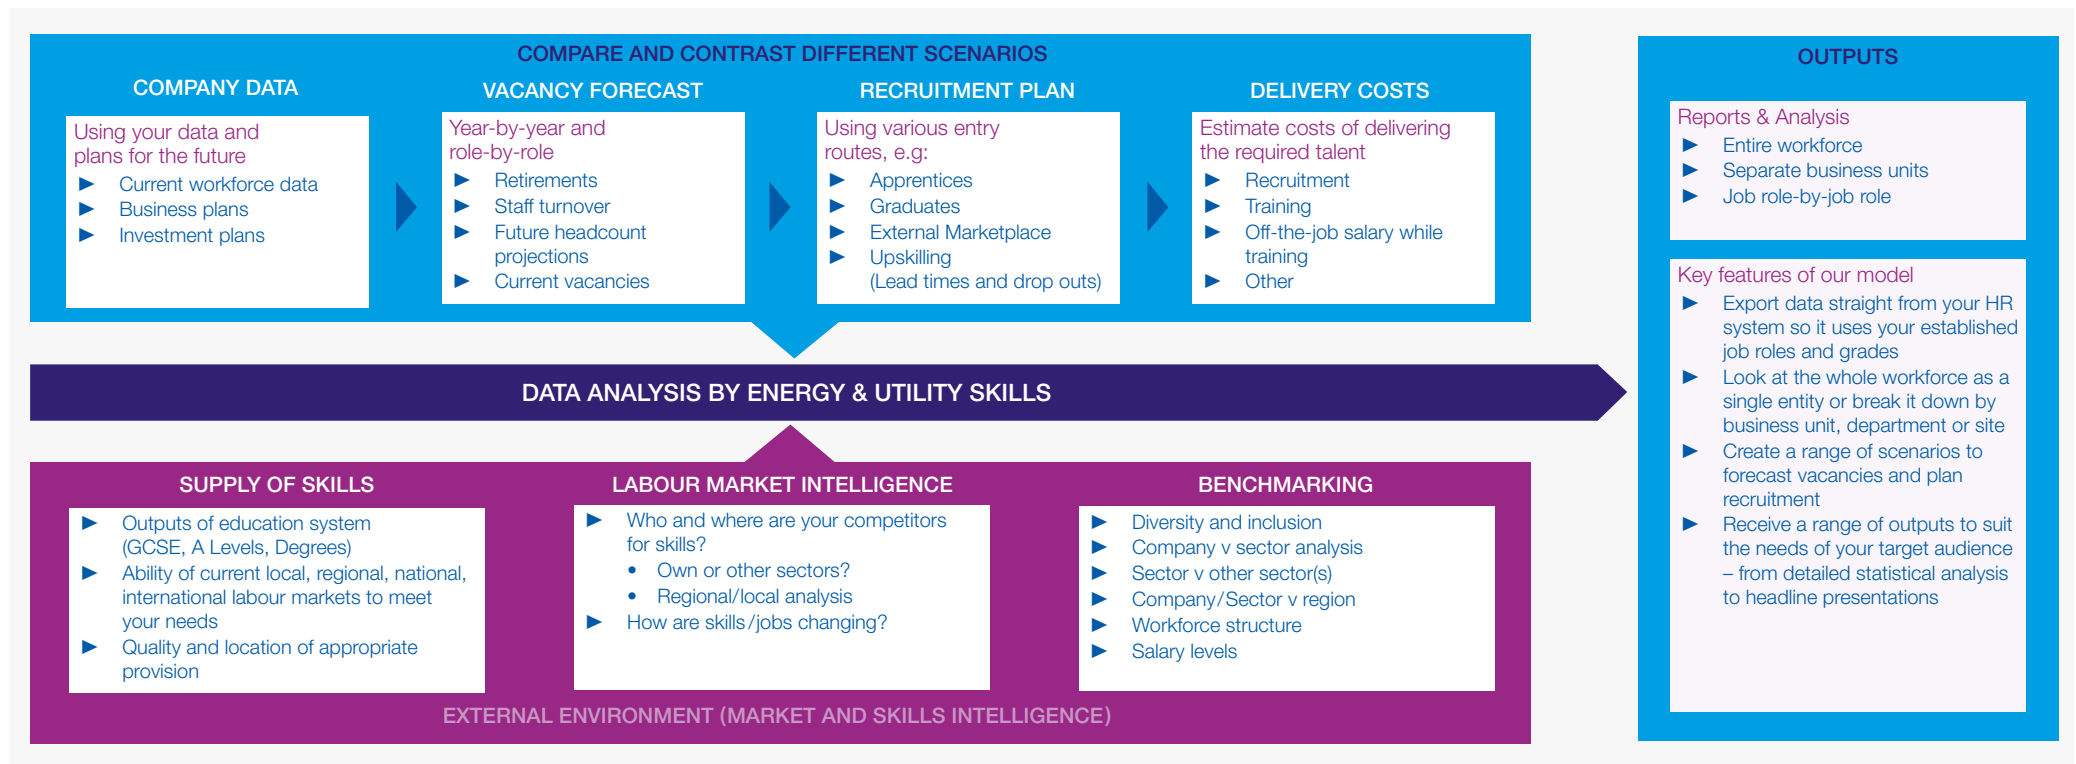 COMPARE AND CONTRAST DIFFERENT SCENARIOS
COMPANY DATA
Using your data and
plans for the future
► Current workforce data
► Business plans
► Investment plans
VACANCY FORECAST
Year-by-year and
role-by-role
► Retirements
► Staff turnover
► Future headcount
projections
► Current vacancies
RECRUITMENT PLAN
Using various entry
routes, e.g:
► Apprentices
► Graduates
► External Marketplace
► Upskilling
(Lead times and drop outs)
DELIVERY COSTS
Estimate costs of delivering
the required talent
► Recruitment
► Training
► Off-the-job salary while
training
► Other
DATA ANALYSIS BY ENERGY & UTILITY SKILLS
SUPPLY OF SKILLS
► Outputs of education system
(GCSE, A Levels, Degrees)
► Ability of current local, regional, national,
international labour markets to meet
your needs
► Quality and location of appropriate
provision
LABOUR MARKET INTELLIGENCE
► Who and where are your competitors
for skills?
• Own or other sectors?
• Regional/local analysis
► How are skills/jobs changing?
BENCHMARKING
► Diversity and inclusion
► Company v sector analysis
► Sector v other sector(s)
► Company/Sector v region
► Workforce structure
► Salary levels
EXTERNAL ENVIRONMENT (MARKET AND SKILLS INTELLIGENCE)
OUTPUTS
Reports & Analysis
► Entire workforce
► Separate business units
► Job role-by-job role
Key features of our model
► Export data straight from your HR
system so it uses your established
job roles and grades
► Look at the whole workforce as a
single entity or break it down by
business unit, department or site
► Create a range of scenarios to
forecast vacancies and plan
recruitment
► Receive a range of outputs to suit
the needs of your target audience
– from detailed statistical analysis
to headline presentations